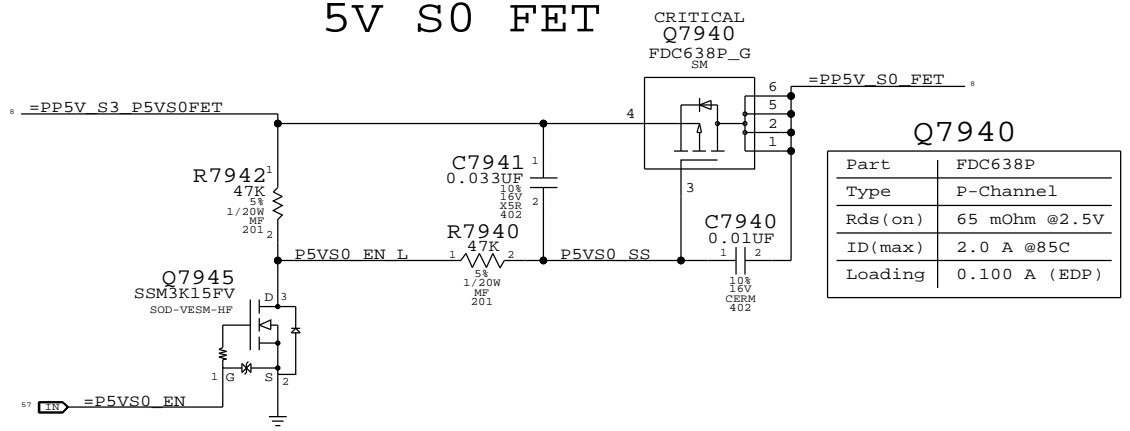 5V S0 FET
CRITICAL
Q7940
FDC638P_G
SM
8 =PP5V_S3_P5VS0FET
=PP5V_S0_FET 8
4
6
5
2
1
3
R7942
1
47K
5%
1/20W
MF
201
2
C7941
1
0.033UF
10%
16V
X5R
402
2
R7940
47K
1
2
5%
1/20W
MF
201
P5VS0_EN_L
P5VS0_SS
C7940
0.01UF
1
2
10%
16V
CERM
402
Q7945
SSM3K15FV
SOD-VESM-HF
D 3
1 G
S 2
57 IN =P5VS0_EN
Q7940
Part FDC638P
Type P-Channel
Rds(on) 65 mOhm @2.5V
ID(max) 2.0 A @85C
Loading 0.100 A (EDP)